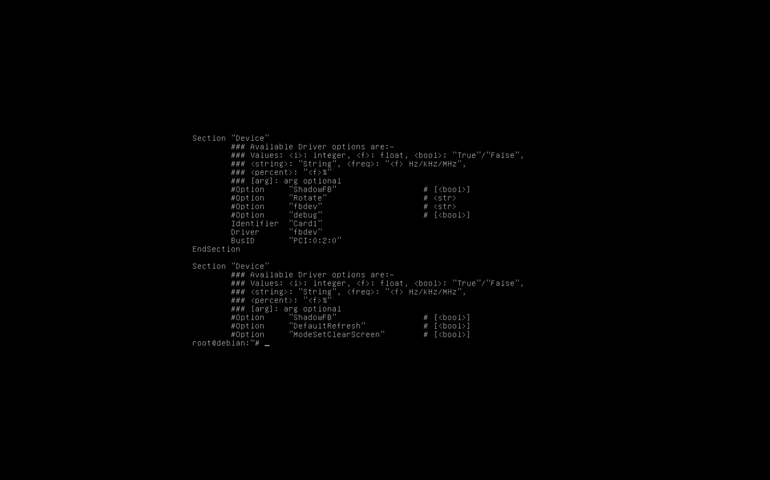 Section "Device"
### Available Driver options are:-
### Values: <i>: integer, <f>: float, <bool>: "True"/"False",
### <string>: "String", <freq>: "<f> Hz/kHz/MHz",
### <percent>: "<f>%"
### [arg]: arg optional
#Option "ShadowFB" # [<bool>]
#Option "Rotate" # <str>
#Option "fbdev" # <str>
#Option "debug" # [<bool>]
Identifier "Card1"
Driver "fbdev"
BusID "PCI:0:2:0"
EndSection
Section "Device"
### Available Driver options are:-
### Values: <i>: integer, <f>: float, <bool>: "True"/"False",
### <string>: "String", <freq>: "<f> Hz/kHz/MHz",
### <percent>: "<f>%"
### [arg]: arg optional
#Option "ShadowFB" # [<bool>]
#Option "DefaultRefresh" # [<bool>]
#Option "ModeSetClearScreen" # [<bool>]
root@debian:~# _